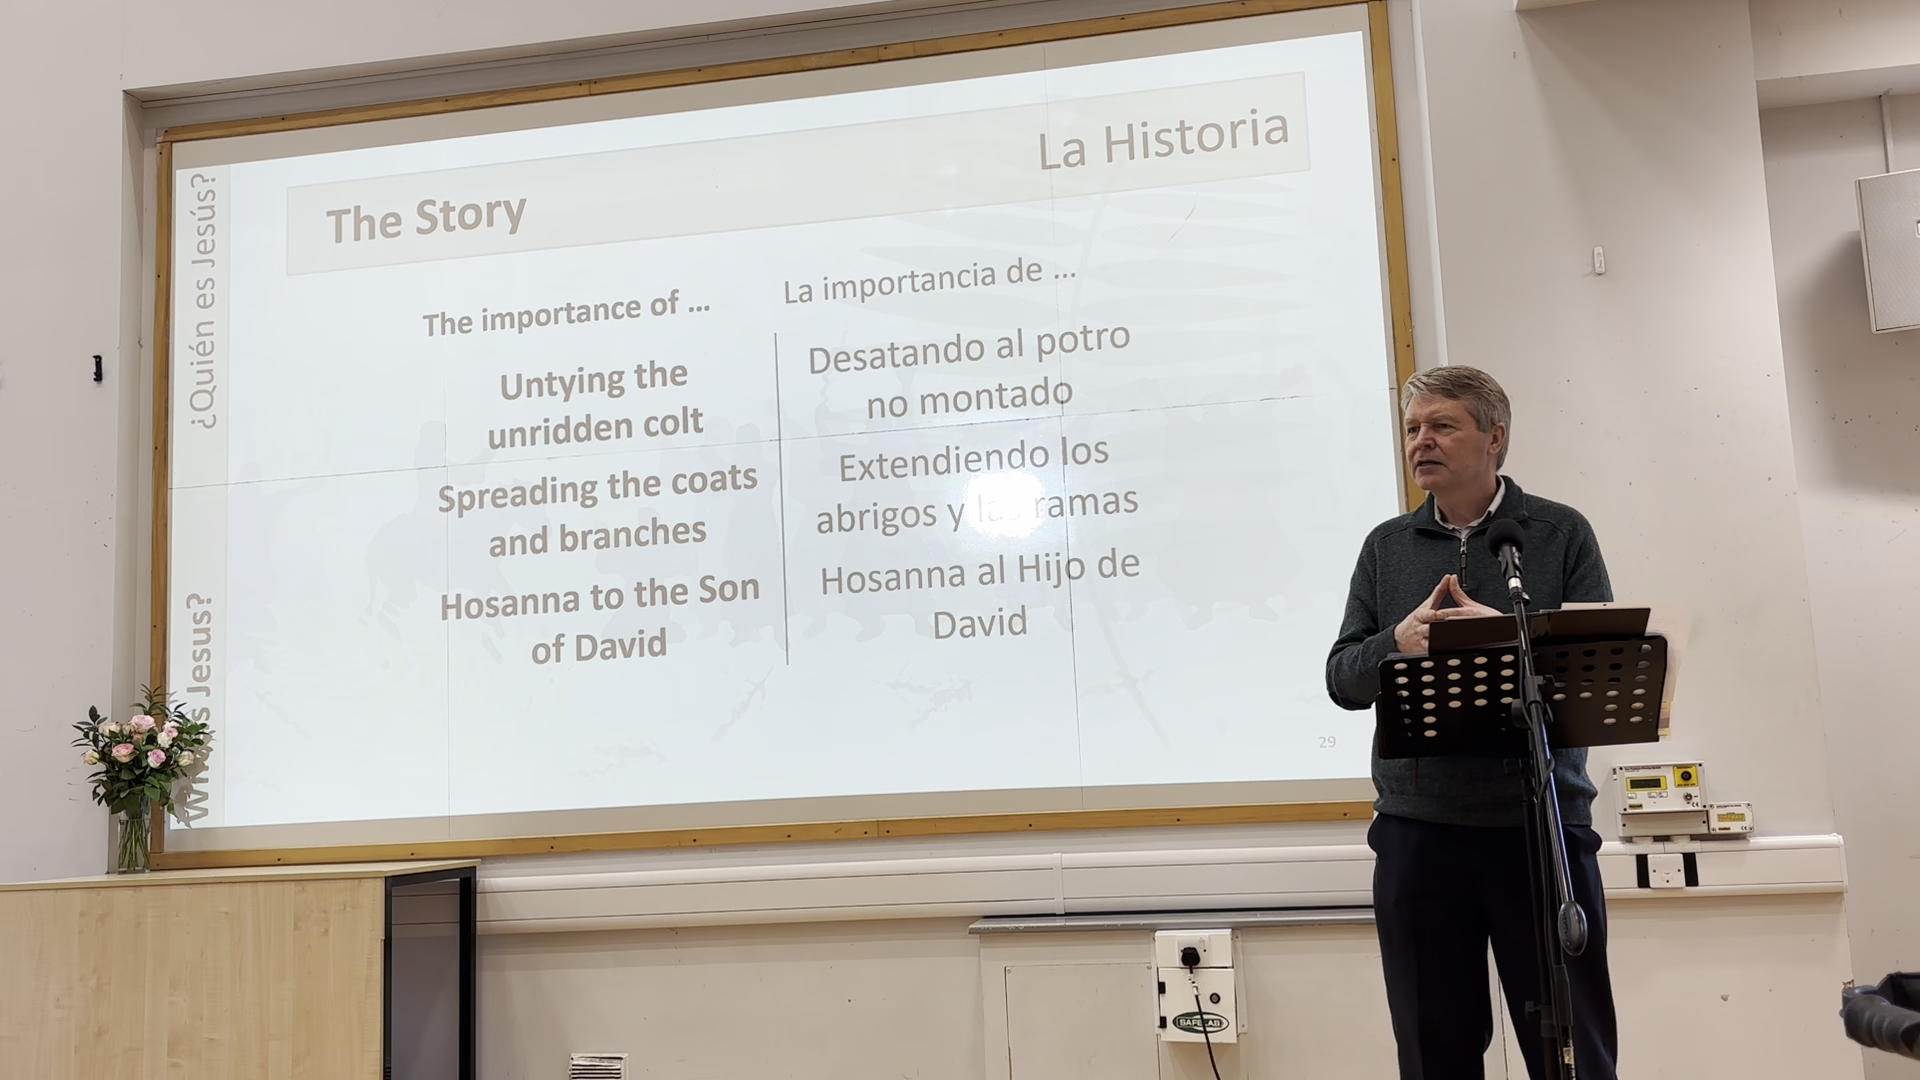 The Story
La Historia
¿Quién es Jesús?
Jesus?
The importance of ...
Untying the
unridden colt
Spreading the coats
and branches
Hosanna to the Son
of David
La importancia de ...
Desatando al potro
no montado
Extendiendo los
abrigos y las ramas
Hosanna al Hijo de
David
29
SAFELAB